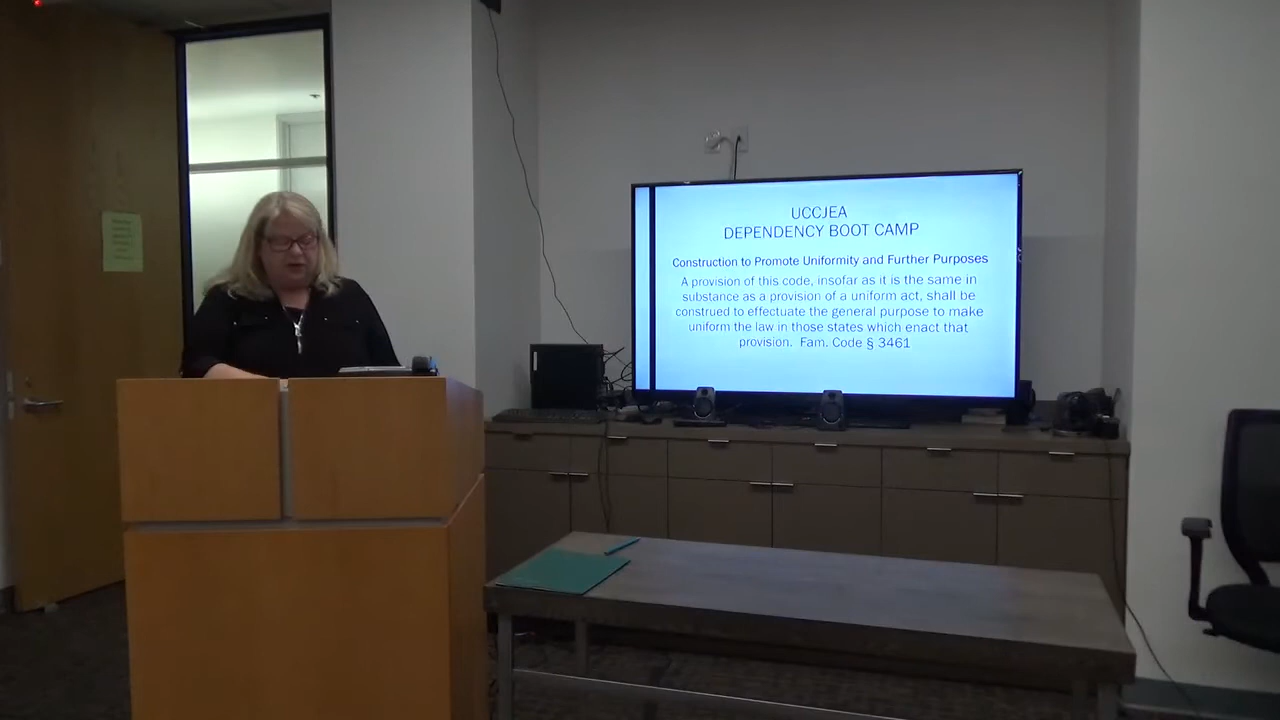 UCCJEA
DEPENDENCY BOOT CAMP
Construction to Promote Uniformity and Further Purposes
A provision of this code, insofar as it is the same in
substance as a provision of a uniform act, shall be
construed to effectuate the general purpose to make
uniform the law in those states which enact that
provision. Fam. Code § 3461